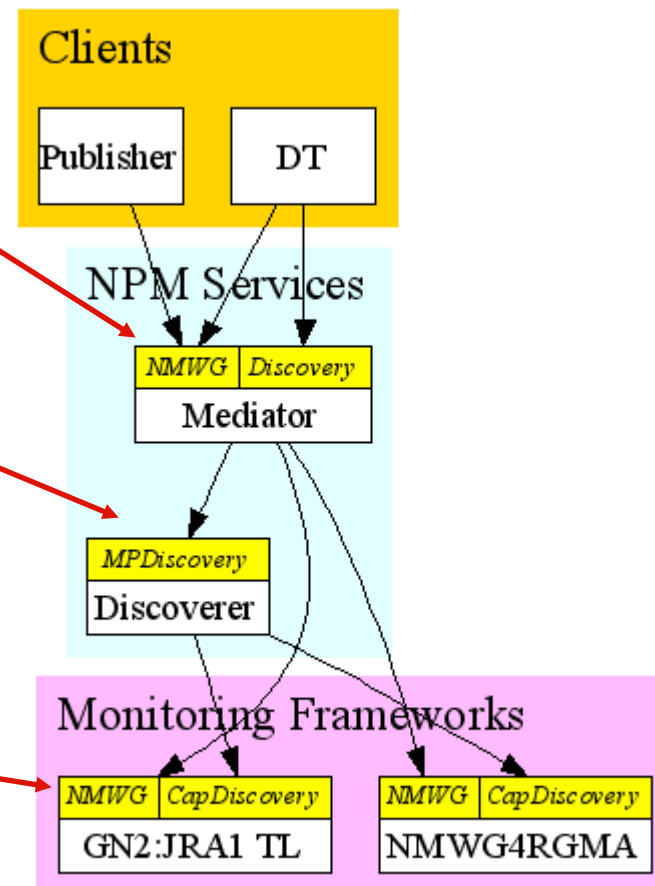 Clients
Publisher DT
NPM Services
NMWG Discovery
Mediator
MPDiscovery
Discoverer
Monitoring Frameworks
NMWG CapDiscovery NMWG CapDiscovery
GN2:JRA1 TL NMWG4RGMA